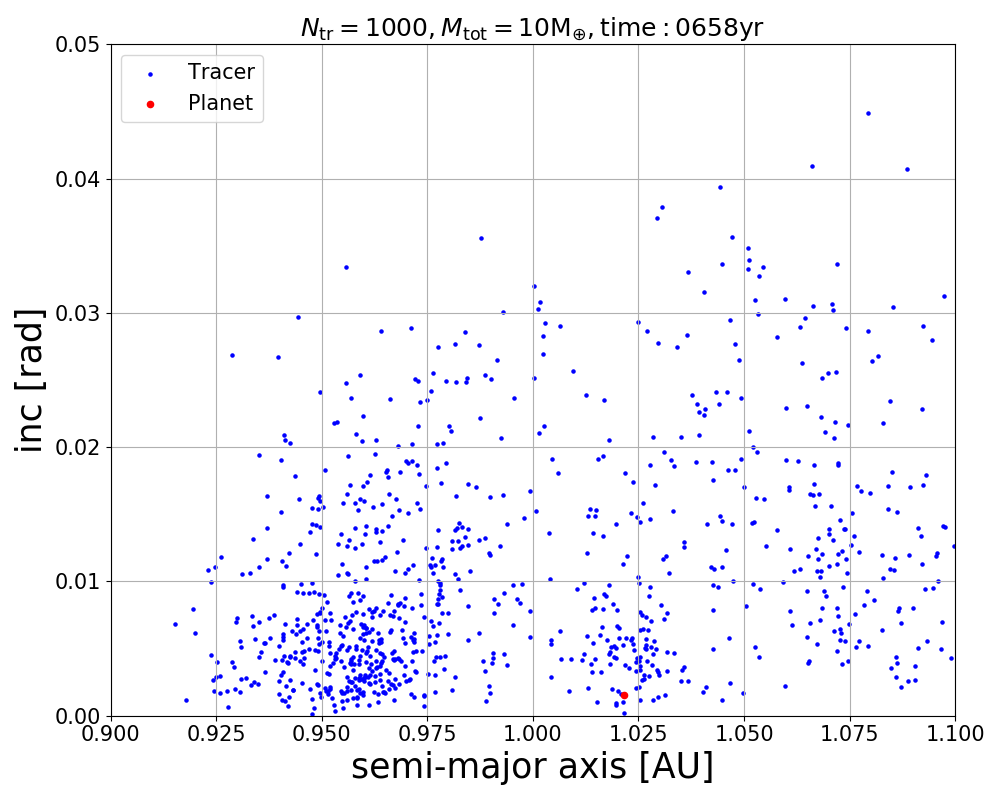 N_tr = 1000, M_tot = 10M_⊕, time : 0658yr
Tracer
Planet
0.05
0.04
0.03
0.02
0.01
0.00
inc [rad]
0.900 0.925 0.950 0.975 1.000 1.025 1.050 1.075 1.100
semi-major axis [AU]